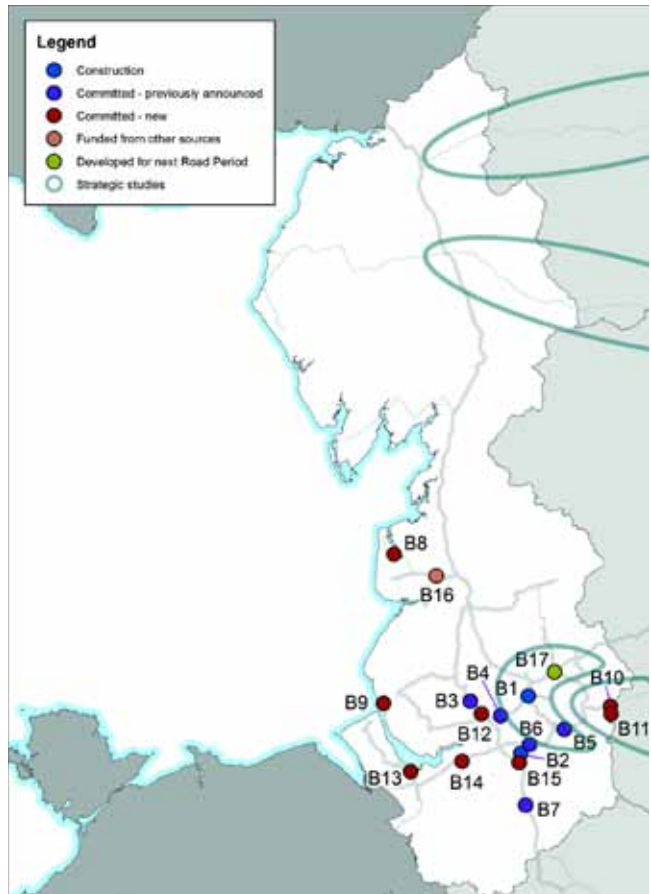 Legend
Construction
Committed - previously announced
Committed - new
Funded from other sources
Developed for next Road Period
Strategic studies
B8
B16
B17
B10
B4
B1
B9
B3
B6
B12
B5
B11
B2
B13
B14
B15
B7